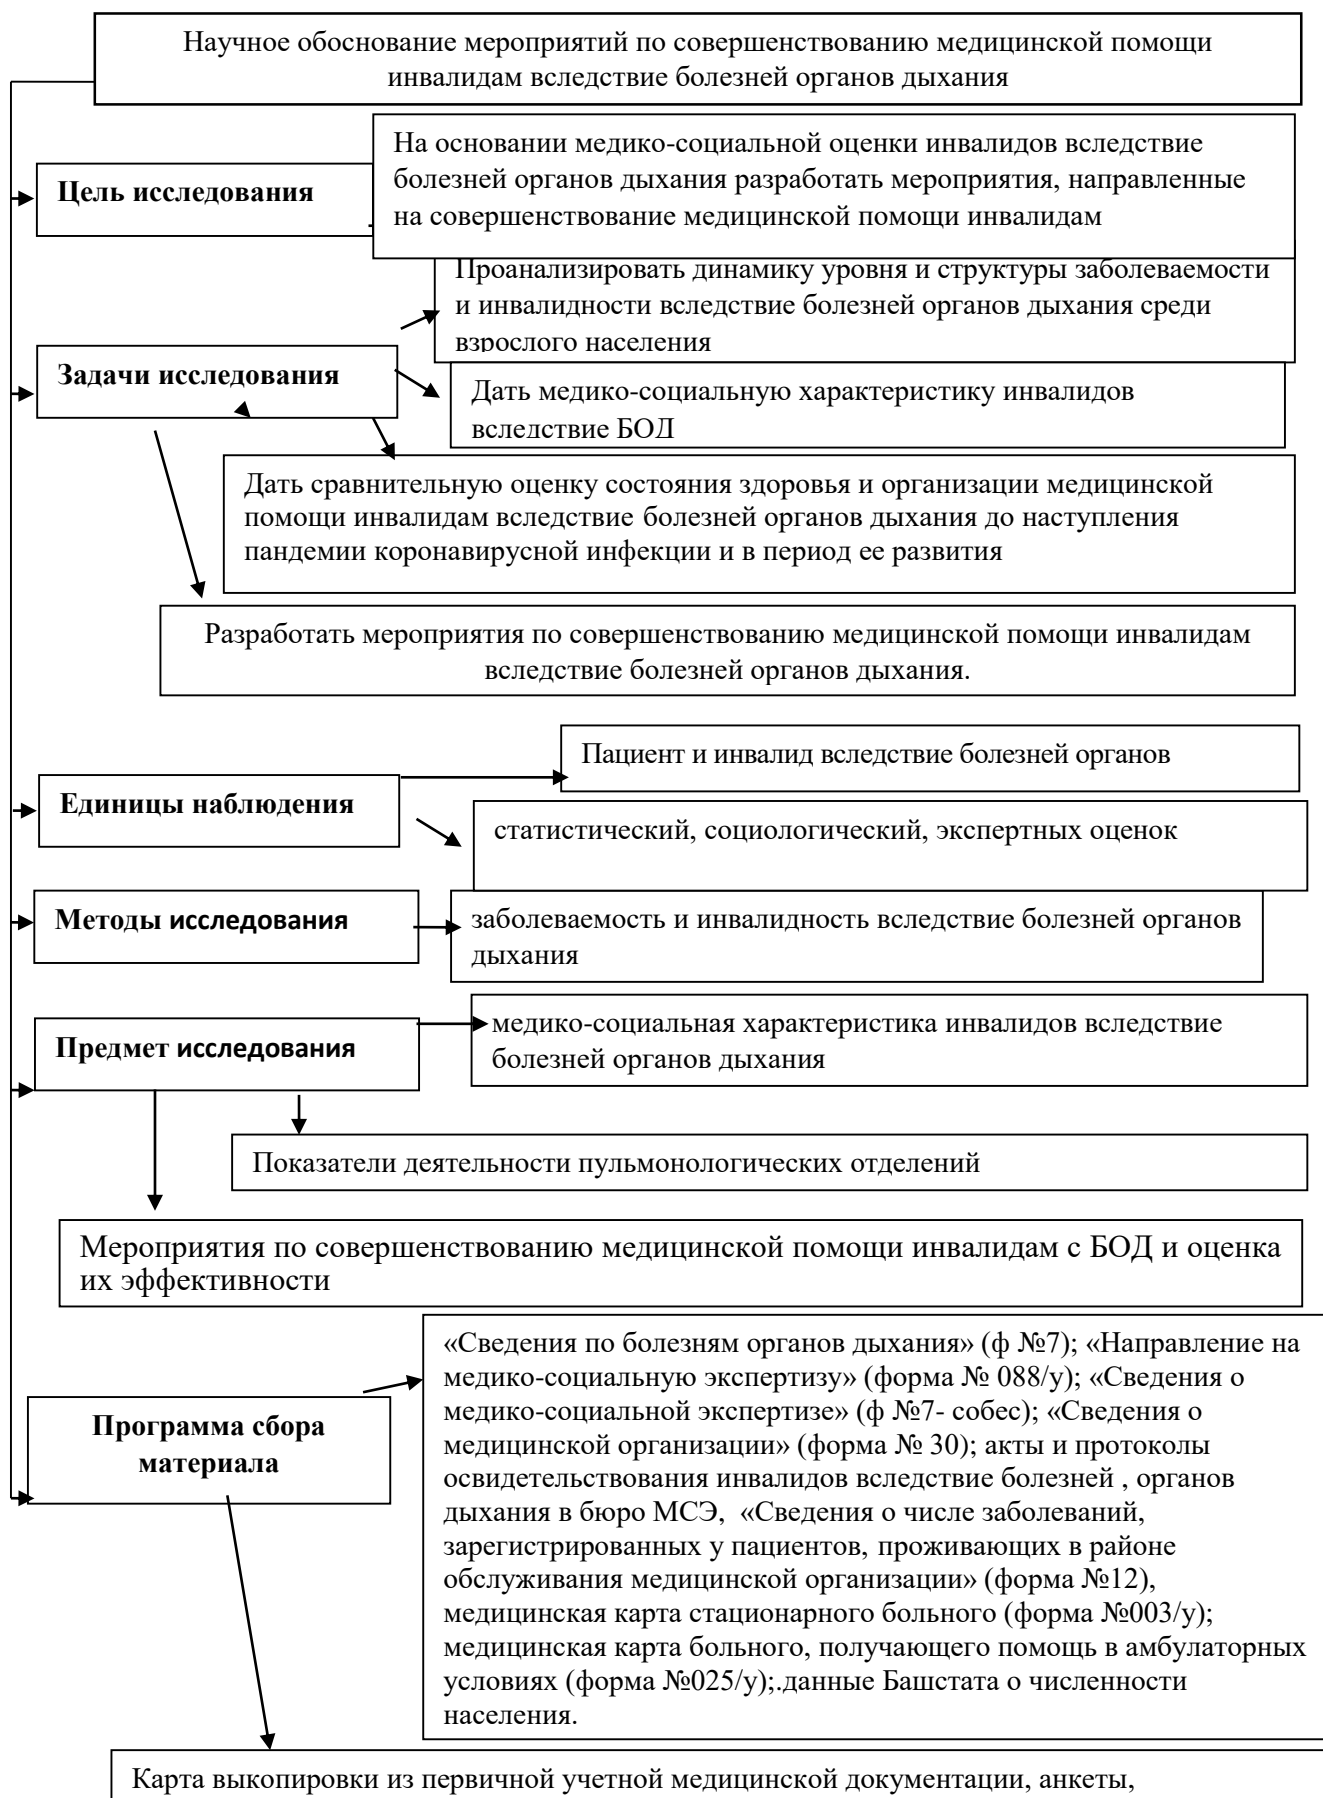 Научное обоснование мероприятий по совершенствованию медицинской помощи
инвалидам вследствие болезней органов дыхания
Цель исследования
На основании медико-социальной оценки инвалидов вследствие
болезней органов дыхания разработать мероприятия, направленные
на совершенствование медицинской помощи инвалидам
Проанализировать динамику уровня и структуры заболеваемости
и инвалидности вследствие болезней органов дыхания среди
взрослого населения
Задачи исследования
Дать медико-социальную характеристику инвалидов
вследствие БОД
Дать сравнительную оценку состояния здоровья и организации медицинской
помощи инвалидам вследствие болезней органов дыхания до наступления
пандемии коронавирусной инфекции и в период ее развития
Разработать мероприятия по совершенствованию медицинской помощи инвалидам
вследствие болезней органов дыхания.
Пациент и инвалид вследствие болезней органов
Единицы наблюдения
статистический, социологический, экспертных оценок
Методы исследования
заболеваемость и инвалидность вследствие болезней органов
дыхания
Предмет исследования
медико-социальная характеристика инвалидов вследствие
болезней органов дыхания
Показатели деятельности пульмонологических отделений
Мероприятия по совершенствованию медицинской помощи инвалидам с БОД и оценка
их эффективности
Программа сбора
материала
«Сведения по болезням органов дыхания» (ф №7); «Направление на
медико-социальную экспертизу» (форма № 088/у); «Сведения о
медико-социальной экспертизе» (ф №7- собес); «Сведения о
медицинской организации» (форма № 30); акты и протоколы
освидетельствования инвалидов вследствие болезней , органов
дыхания в бюро МСЭ, «Сведения о числе заболеваний,
зарегистрированных у пациентов, проживающих в районе
обслуживания медицинской организации» (форма №12),
медицинская карта стационарного больного (форма №003/у);
медицинская карта больного, получающего помощь в амбулаторных
условиях (форма №025/у);.данные Башстата о численности
населения.
Карта выкопировки из первичной учетной медицинской документации, анкеты,